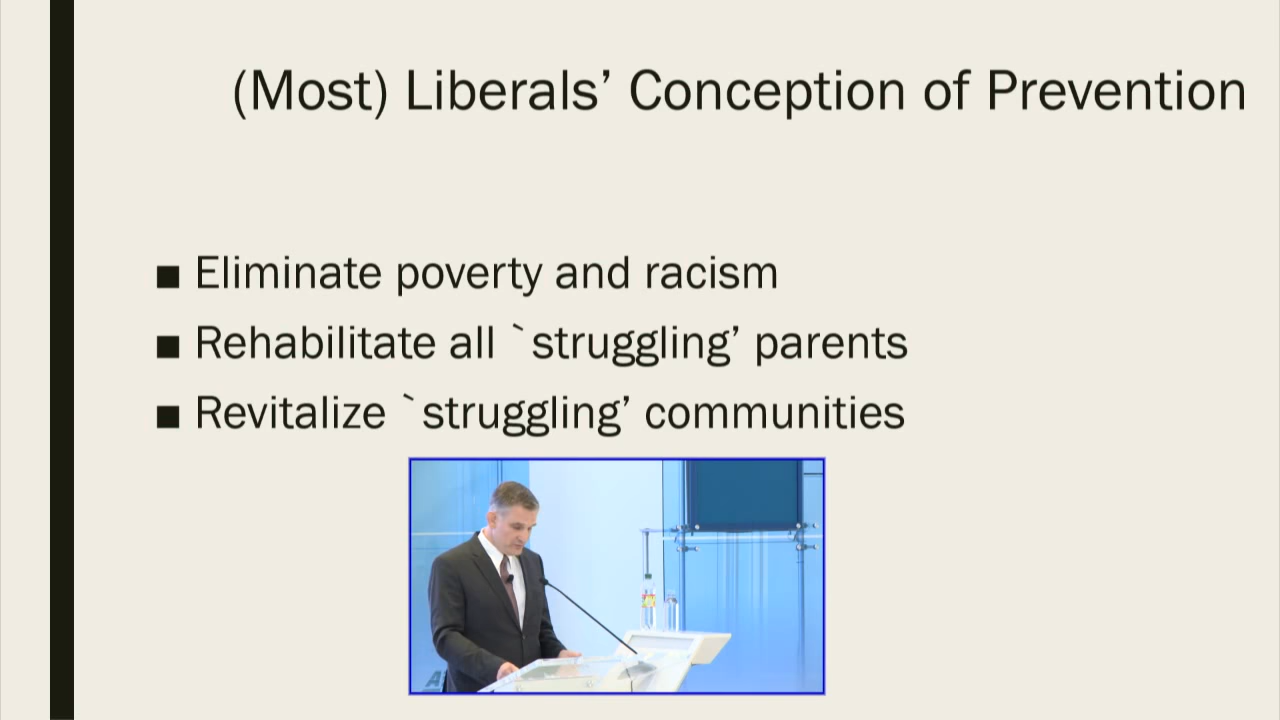 (Most) Liberals’ Conception of Prevention
■ Eliminate poverty and racism
■ Rehabilitate all `struggling’ parents
■ Revitalize `struggling’ communities